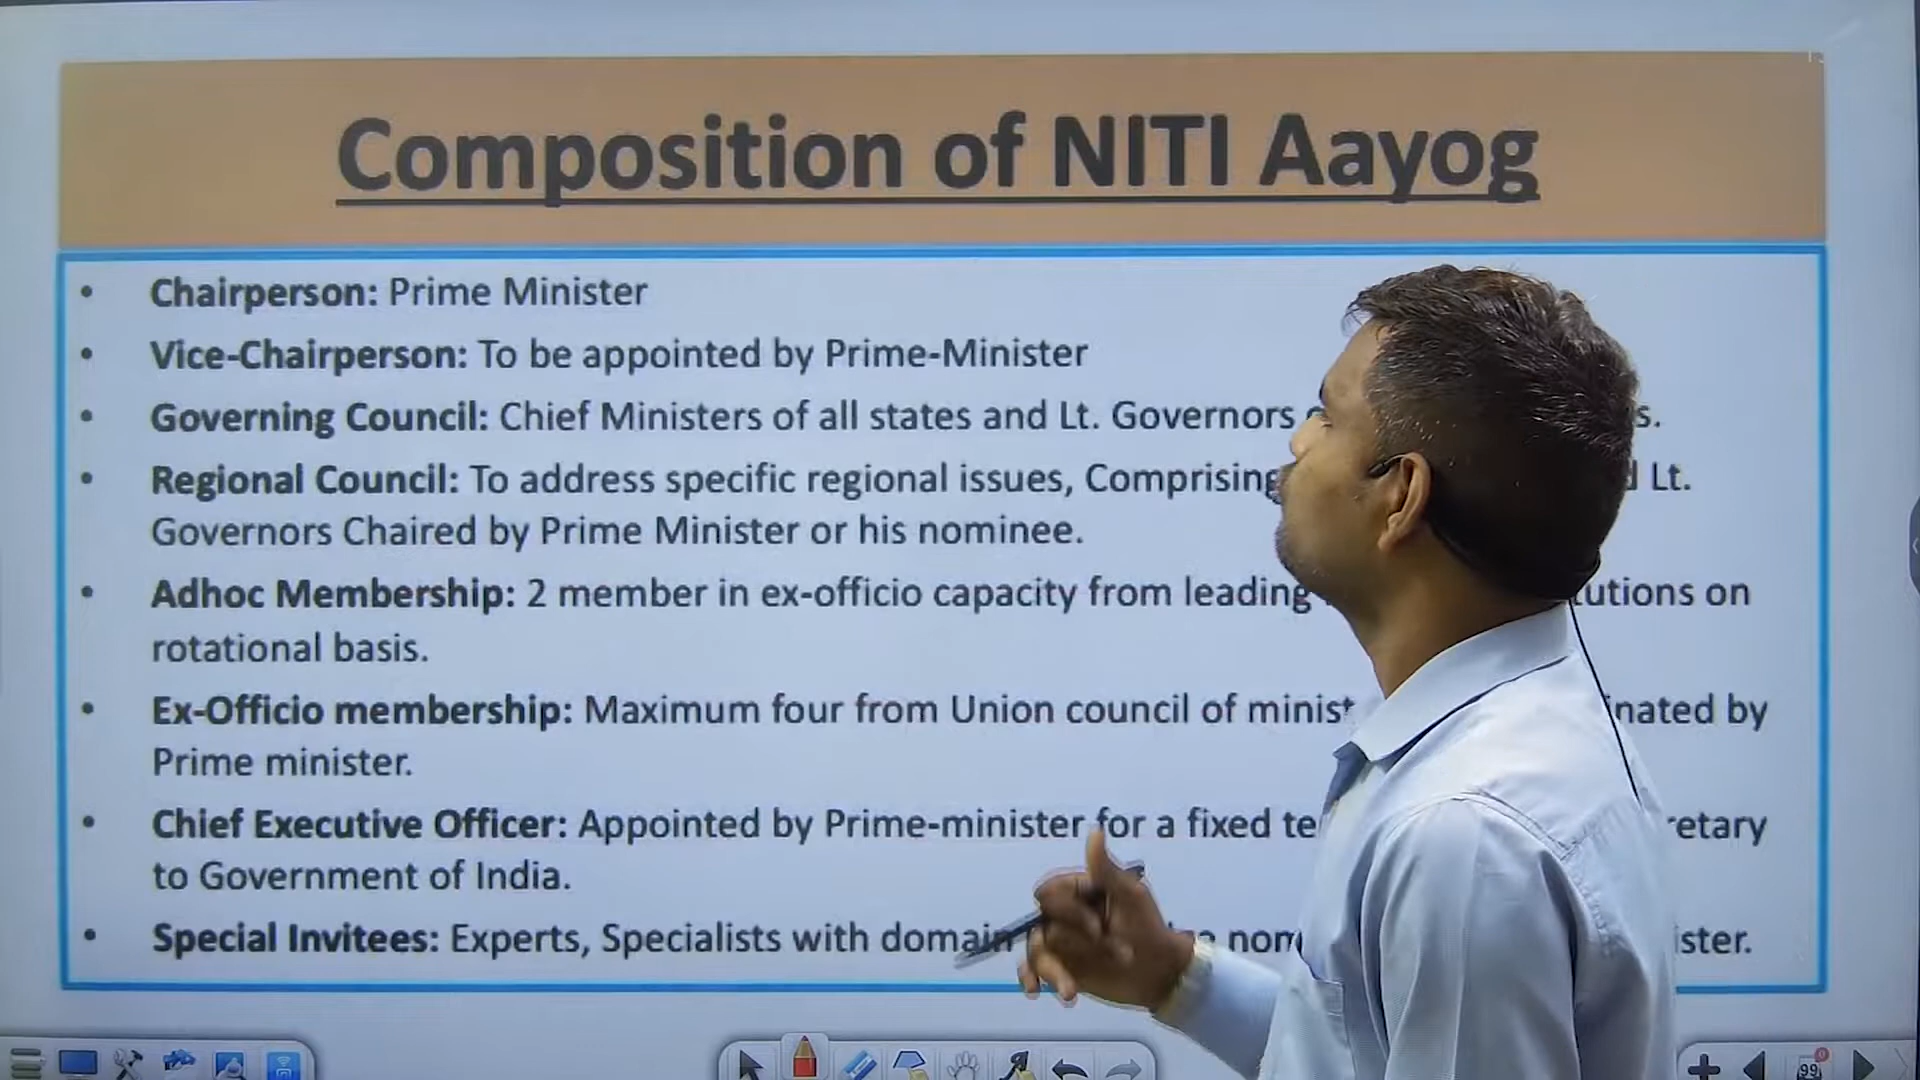 Composition of NITI Aayog
• Chairperson: Prime Minister
• Vice-Chairperson: To be appointed by Prime-Minister
• Governing Council: Chief Ministers of all states and Lt. Governors
• Regional Council: To address specific regional issues, Comprising Lt.
Governors Chaired by Prime Minister or his nominee.
• Adhoc Membership: 2 member in ex-officio capacity from leading on
rotational basis.
• Ex-Officio membership: Maximum four from Union council of by
Prime minister.
• Chief Executive Officer: Appointed by Prime-minister for a fixed
to Government of India.
• Special Invitees: Experts, Specialists with domain
99